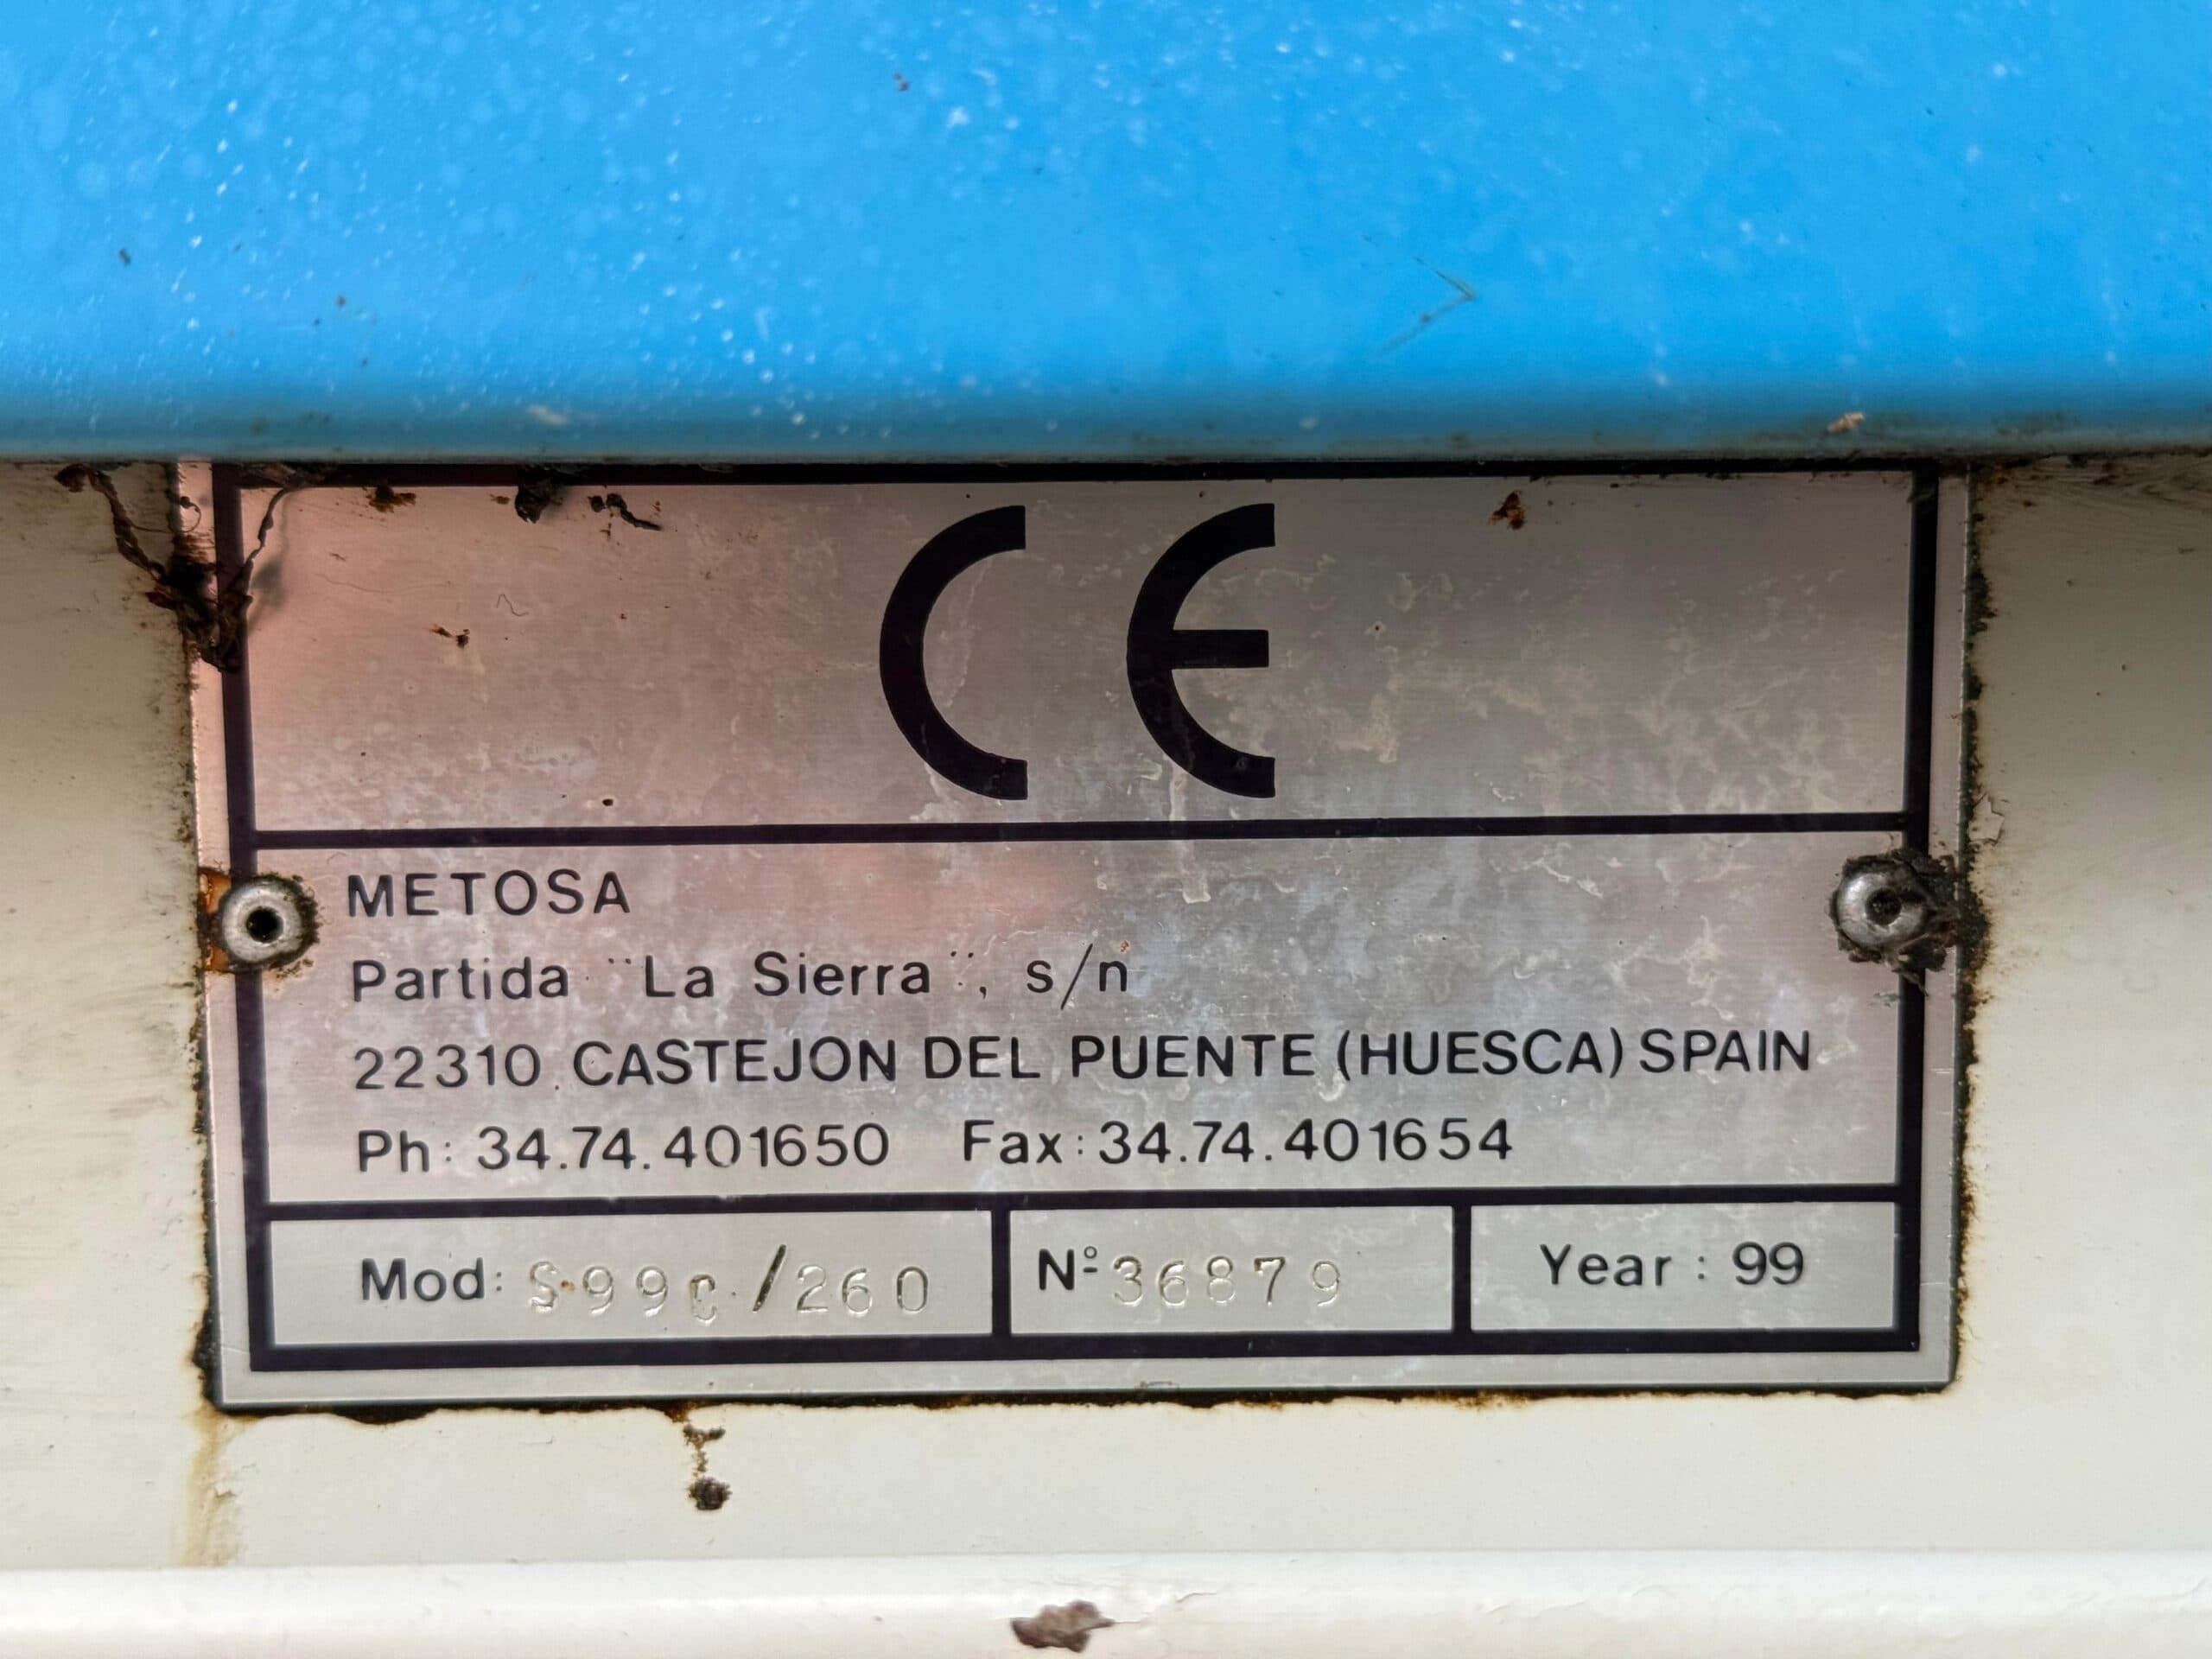 CE
METOSA
Partida "La Sierra", s/n
22310 CASTEJON DEL PUENTE (HUESCA) SPAIN
Ph: 34.74.401650 Fax: 34.74.401654
Mod: S99C/260 Nº 36879 Year: 99